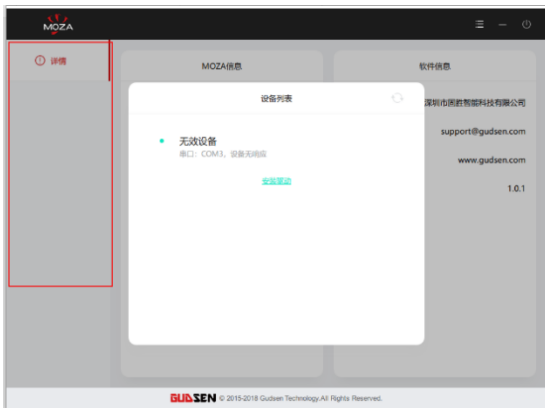 MOZA
详情
MOZA信息
软件信息
设备列表
深圳市固胜智能科技有限公司
无效设备
串口：COM3，设备无响应
support@gudsen.com
www.gudsen.com
安装驱动
1.0.1
GUDSEN © 2015-2018 Gudsen Technology.All Rights Reserved.